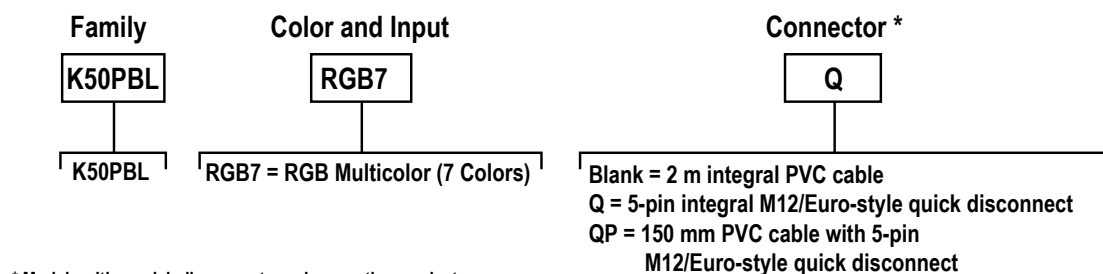 Family Color and Input Connector *
K50PBL RGB7 Q
K50PBL RGB7 = RGB Multicolor (7 Colors) Blank = 2 m integral PVC cable
Q = 5-pin integral M12/Euro-style quick disconnect
QP = 150 mm PVC cable with 5-pin
M12/Euro-style quick disconnect